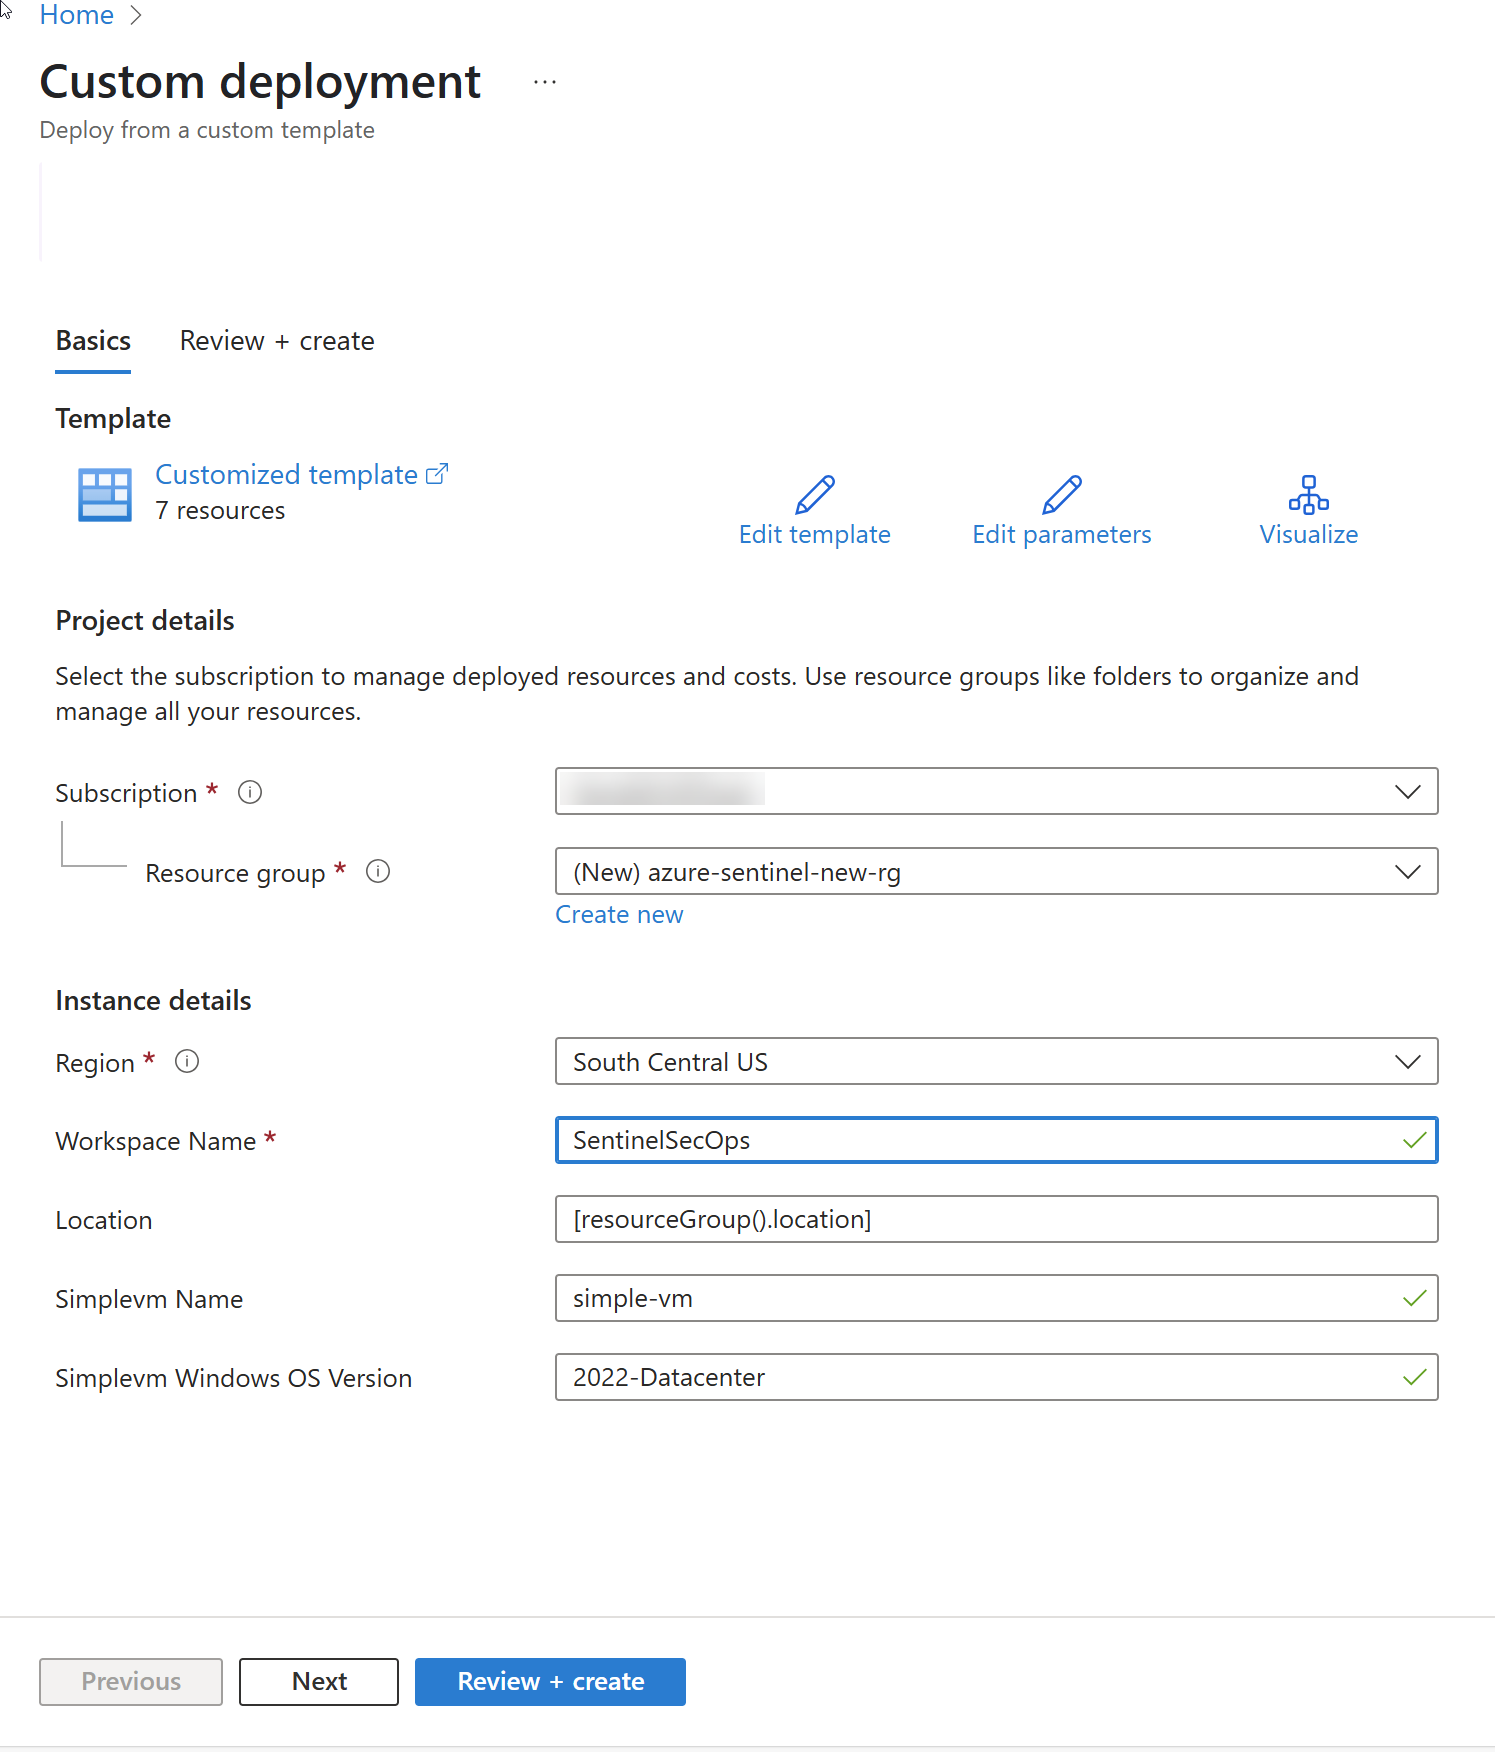 Home
Custom deployment ...
Deploy from a custom template
Basics Review + create
Template
Customized template
7 resources
Edit template Edit parameters Visualize
Project details
Select the subscription to manage deployed resources and costs. Use resource groups like folders to organize and
manage all your resources.
Subscription *
Resource group * (New) azure-sentinel-new-rg
Create new
Instance details
Region * South Central US
Workspace Name * SentinelSecOps
Location [resourceGroup().location]
Simplevm Name simple-vm
Simplevm Windows OS Version 2022-Datacenter
Previous Next Review + create